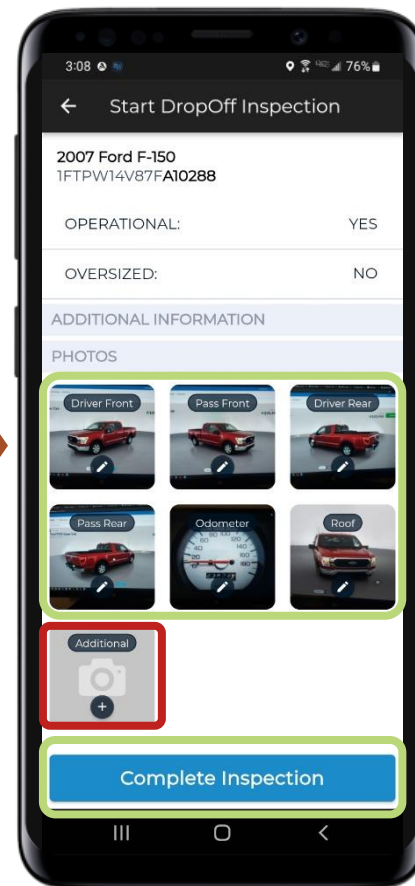 3:08 76%
Start DropOff Inspection
2007 Ford F-150
1FTPW14V87FA10288
OPERATIONAL: YES
OVERSIZED: NO
ADDITIONAL INFORMATION
PHOTOS
Driver Front Pass Front Driver Rear
Pass Rear Odometer Roof
Additional
Complete Inspection